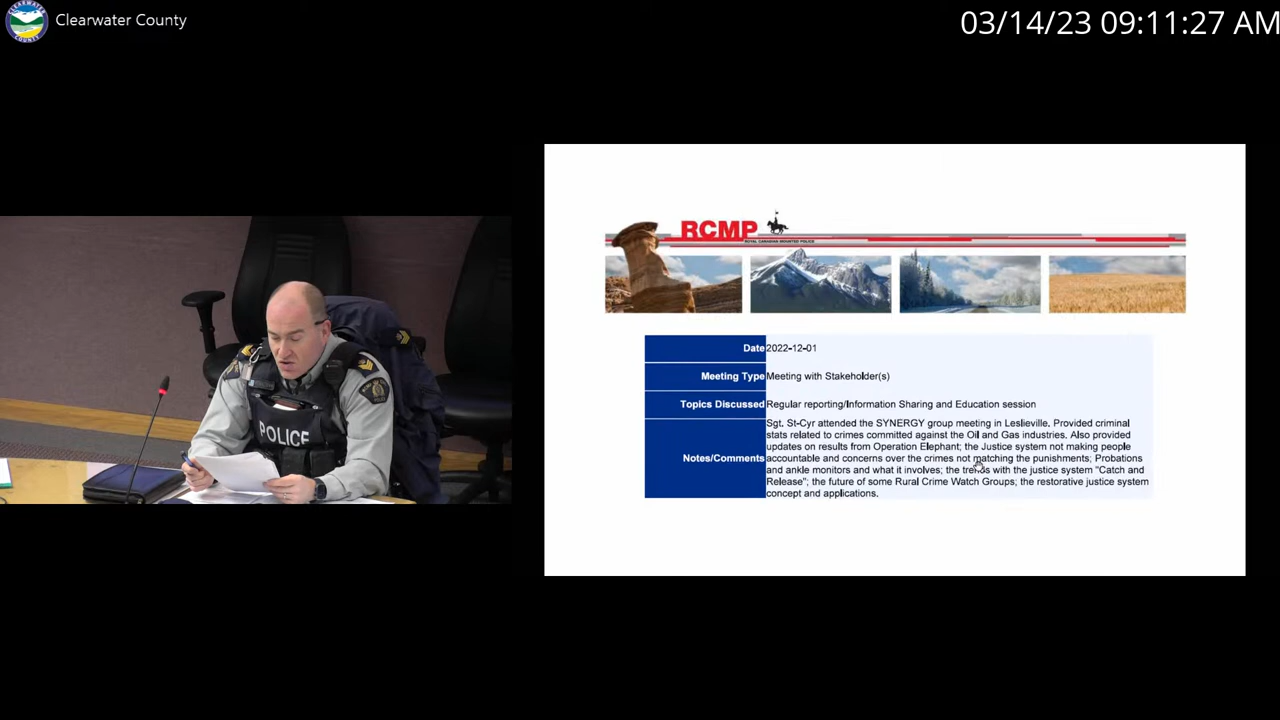 Clearwater County
03/14/23 09:11:27 AM
RCMP
ROYAL CANADIAN MOUNTED POLICE
Date 2022-12-01
Meeting Type Meeting with Stakeholder(s)
Topics Discussed Regular reporting/Information Sharing and Education session
Sgt. St-Cyr attended the SYNERGY group meeting in Leslieville. Provided criminal
stats related to crimes committed against the Oil and Gas industries. Also provided
updates on results from Operation Elephant; the Justice system not making people
Notes/Comments accountable and concerns over the crimes not matching the punishments; Probations
and ankle monitors and what it involves; the trends with the justice system "Catch and
Release"; the future of some Rural Crime Watch Groups; the restorative justice system
concept and applications.
POLICE